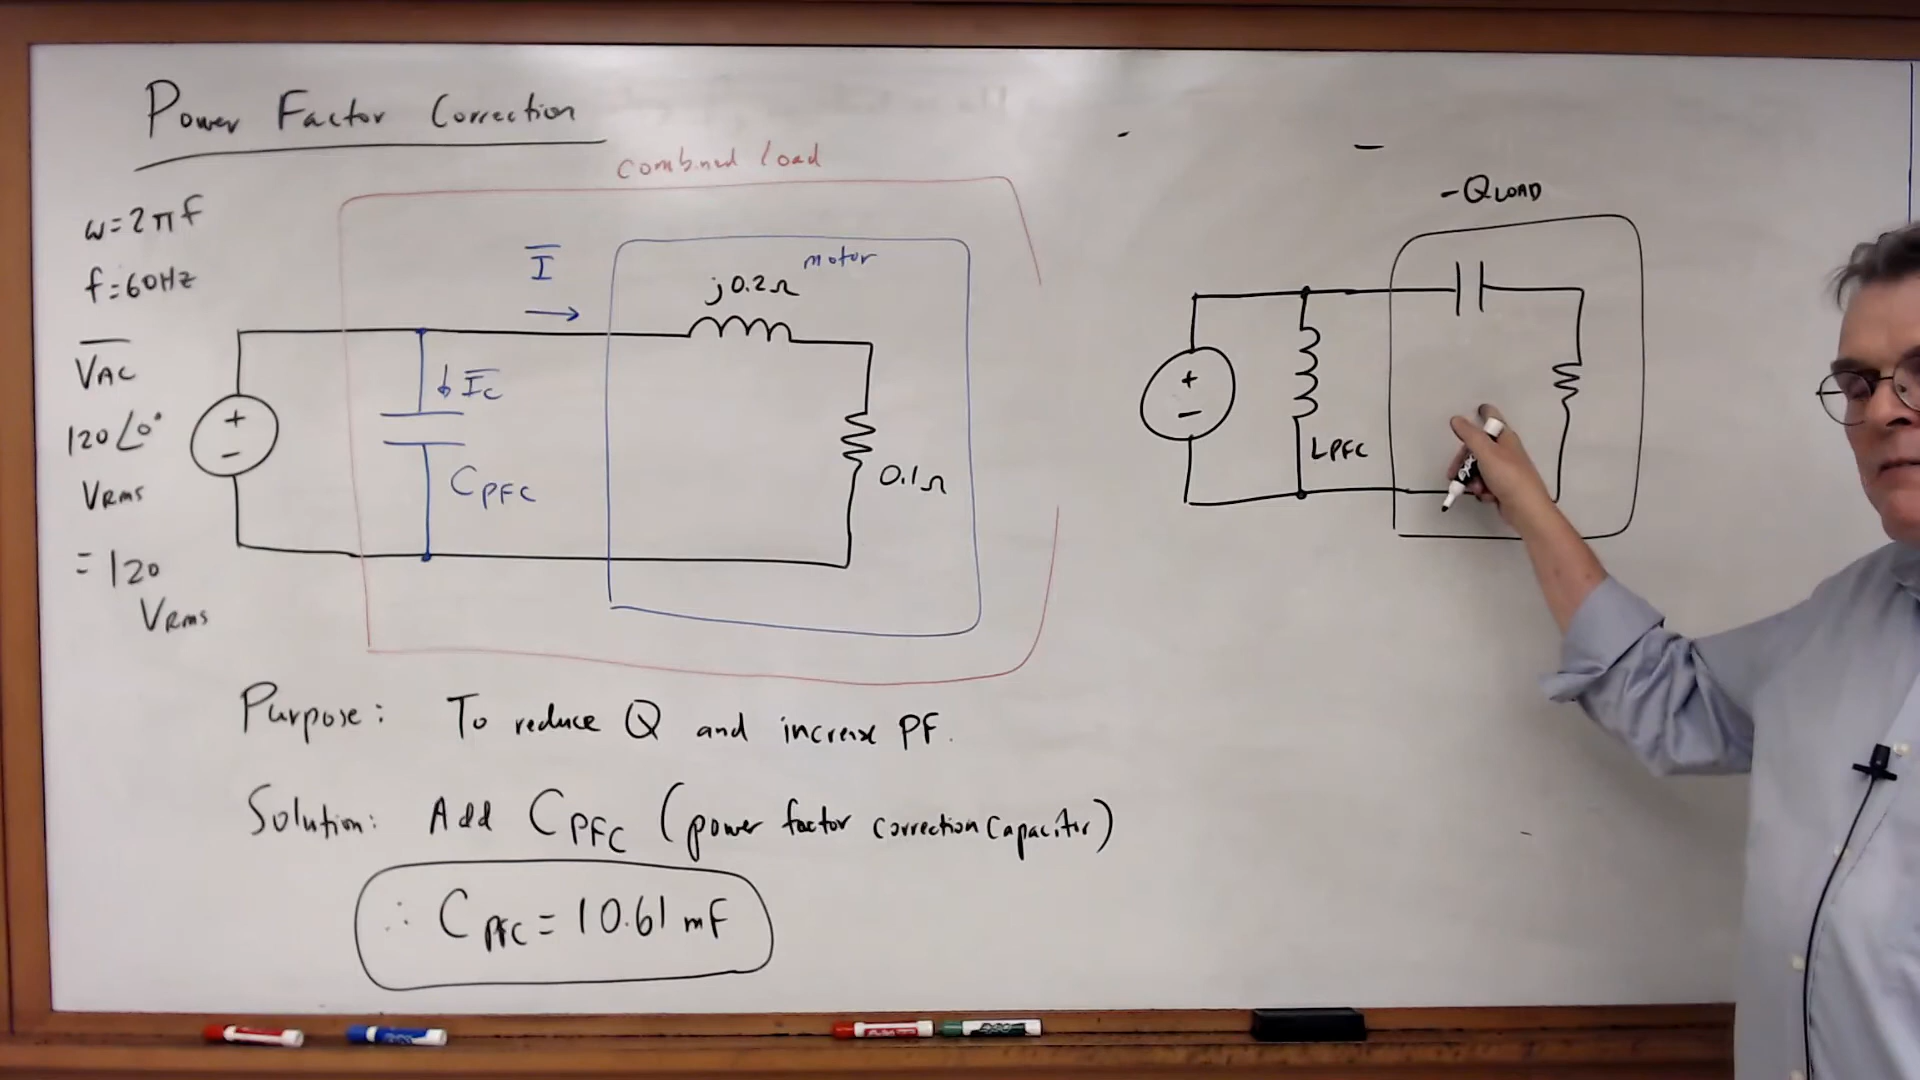 Power Factor Correction
combined load
ω=2πf
f=60Hz
VAC
120∠0°
VRMS
= 120
VRMS
I
motor
j0.2Ω
+
-
IC
CPFC
0.1Ω
-QLOAD
+
-
LPFC
Purpose: To reduce Q and increase PF.
Solution: Add CPFC (power factor correction capacitor)
∴ CPFC = 10.61 mF